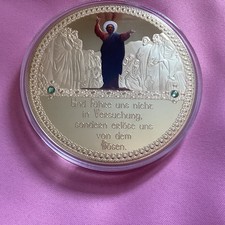 Und führe uns nicht
in Versuchung,
sondern erlöse uns
von dem
Bösen.